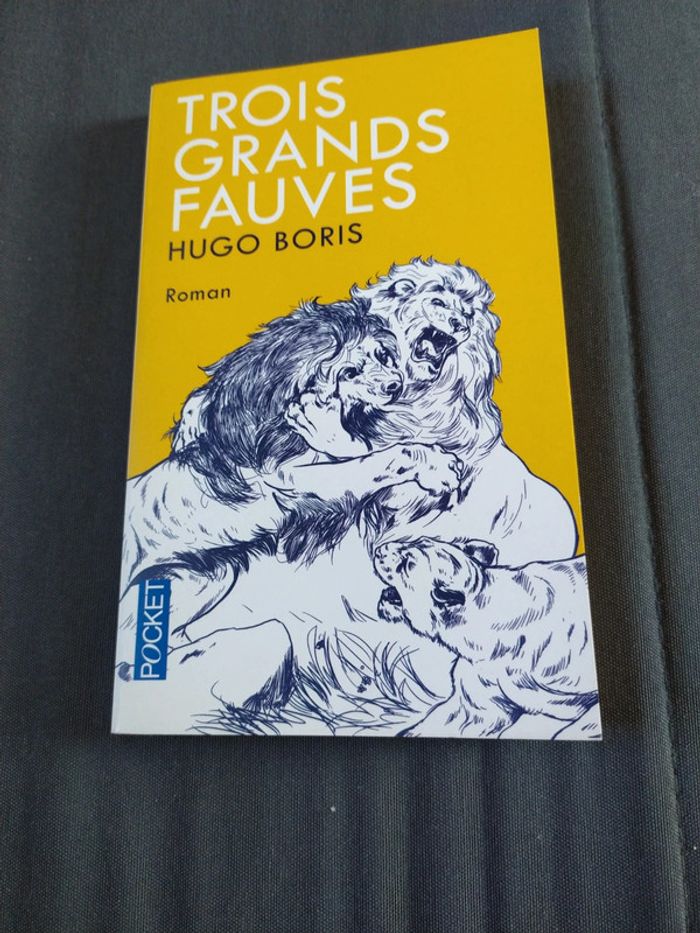 TROIS
GRANDS
FAUVES
HUGO BORIS
Roman
POCKET